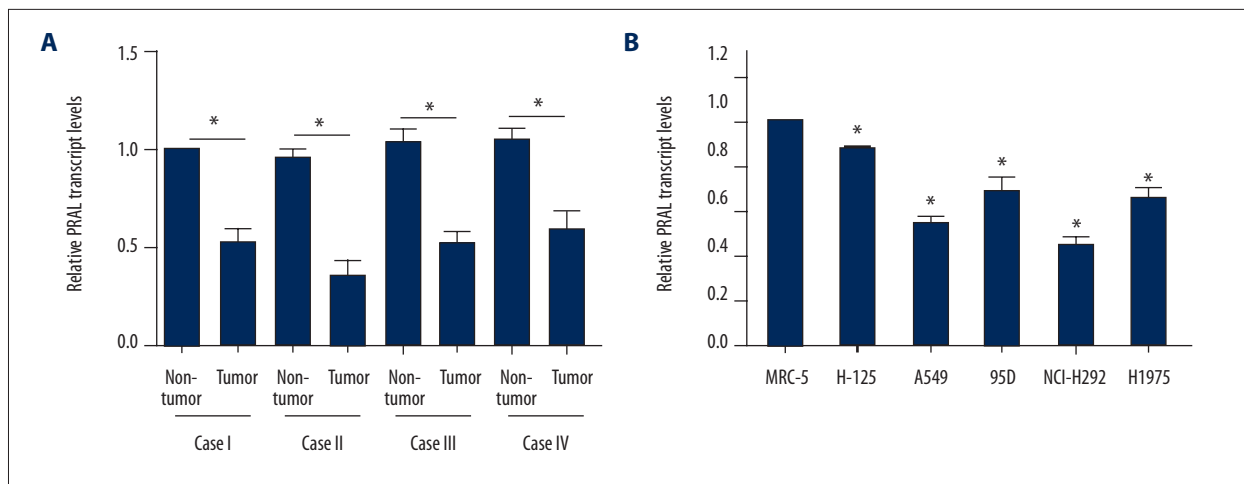 A
Relative PRAL transcript levels
1.5
1.0
0.5
0.0
*
*
*
*
Non-
tumor
Tumor
Non-
tumor
Tumor
Non-
tumor
Tumor
Non-
tumor
Tumor
Case I
Case II
Case III
Case IV
B
Relative PRAL transcript levels
1.2
1.0
0.8
0.6
0.4
0.2
0.0
*
*
*
*
*
MRC-5
H-125
A549
95D
NCI-H292
H1975